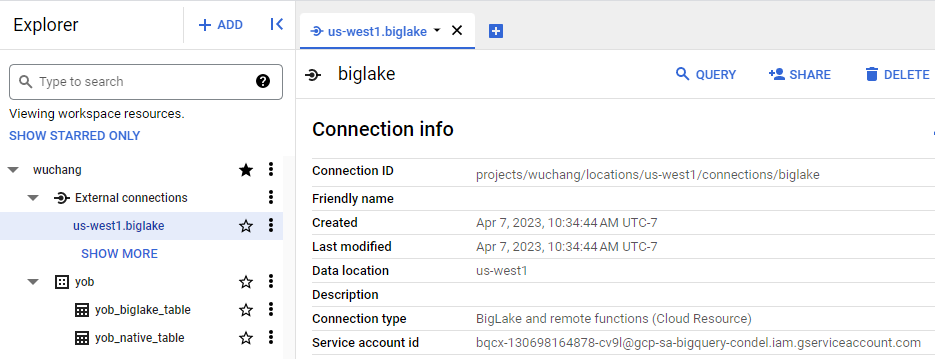 Explorer
+ ADD
Type to search
Viewing workspace resources.
SHOW STARRED ONLY
wuchang
External connections
us-west1.biglake
SHOW MORE
yob
yob_biglake_table
yob_native_table
us-west1.biglake
biglake
QUERY
SHARE
DELETE
Connection info
Connection ID projects/wuchang/locations/us-west1/connections/biglake
Friendly name
Created Apr 7, 2023, 10:34:44 AM UTC-7
Last modified Apr 7, 2023, 10:34:44 AM UTC-7
Data location us-west1
Description
Connection type BigLake and remote functions (Cloud Resource)
Service account id bqcx-130698164878-cv9l@gcp-sa-bigquery-condel.iam.gserviceaccount.com